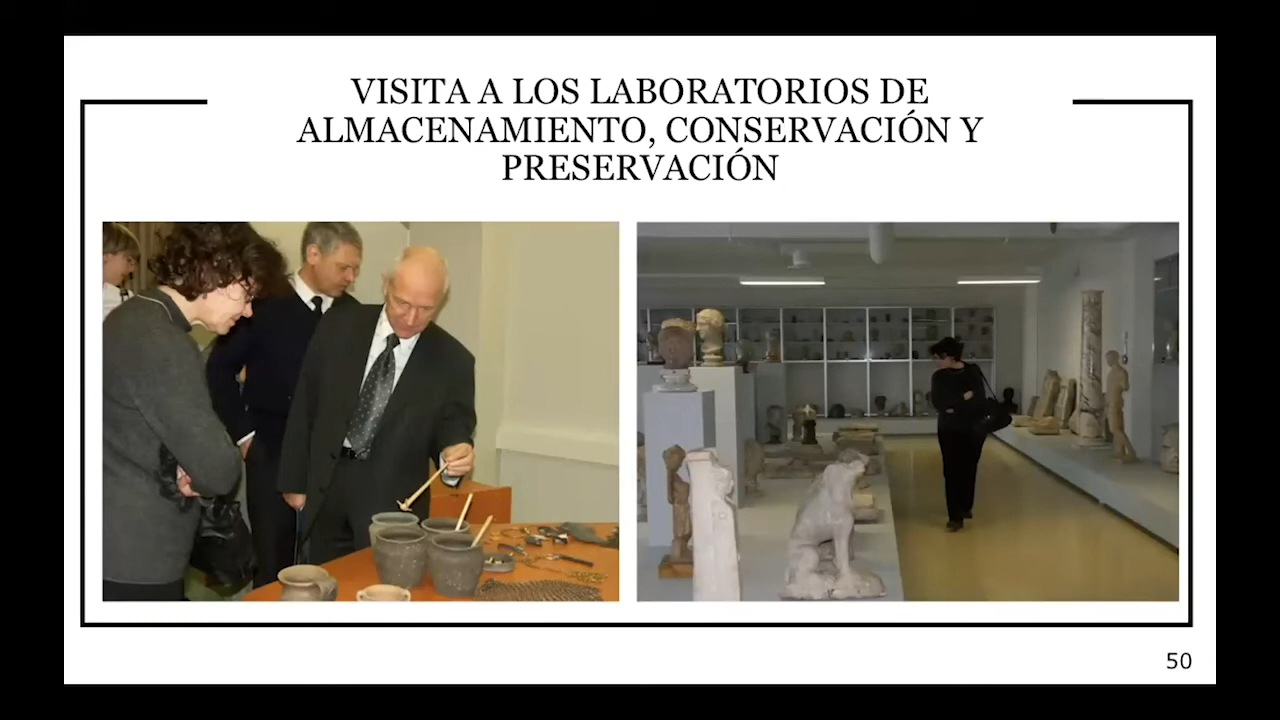 VISITA A LOS LABORATORIOS DE
ALMACENAMIENTO, CONSERVACIÓN Y
PRESERVACIÓN
50